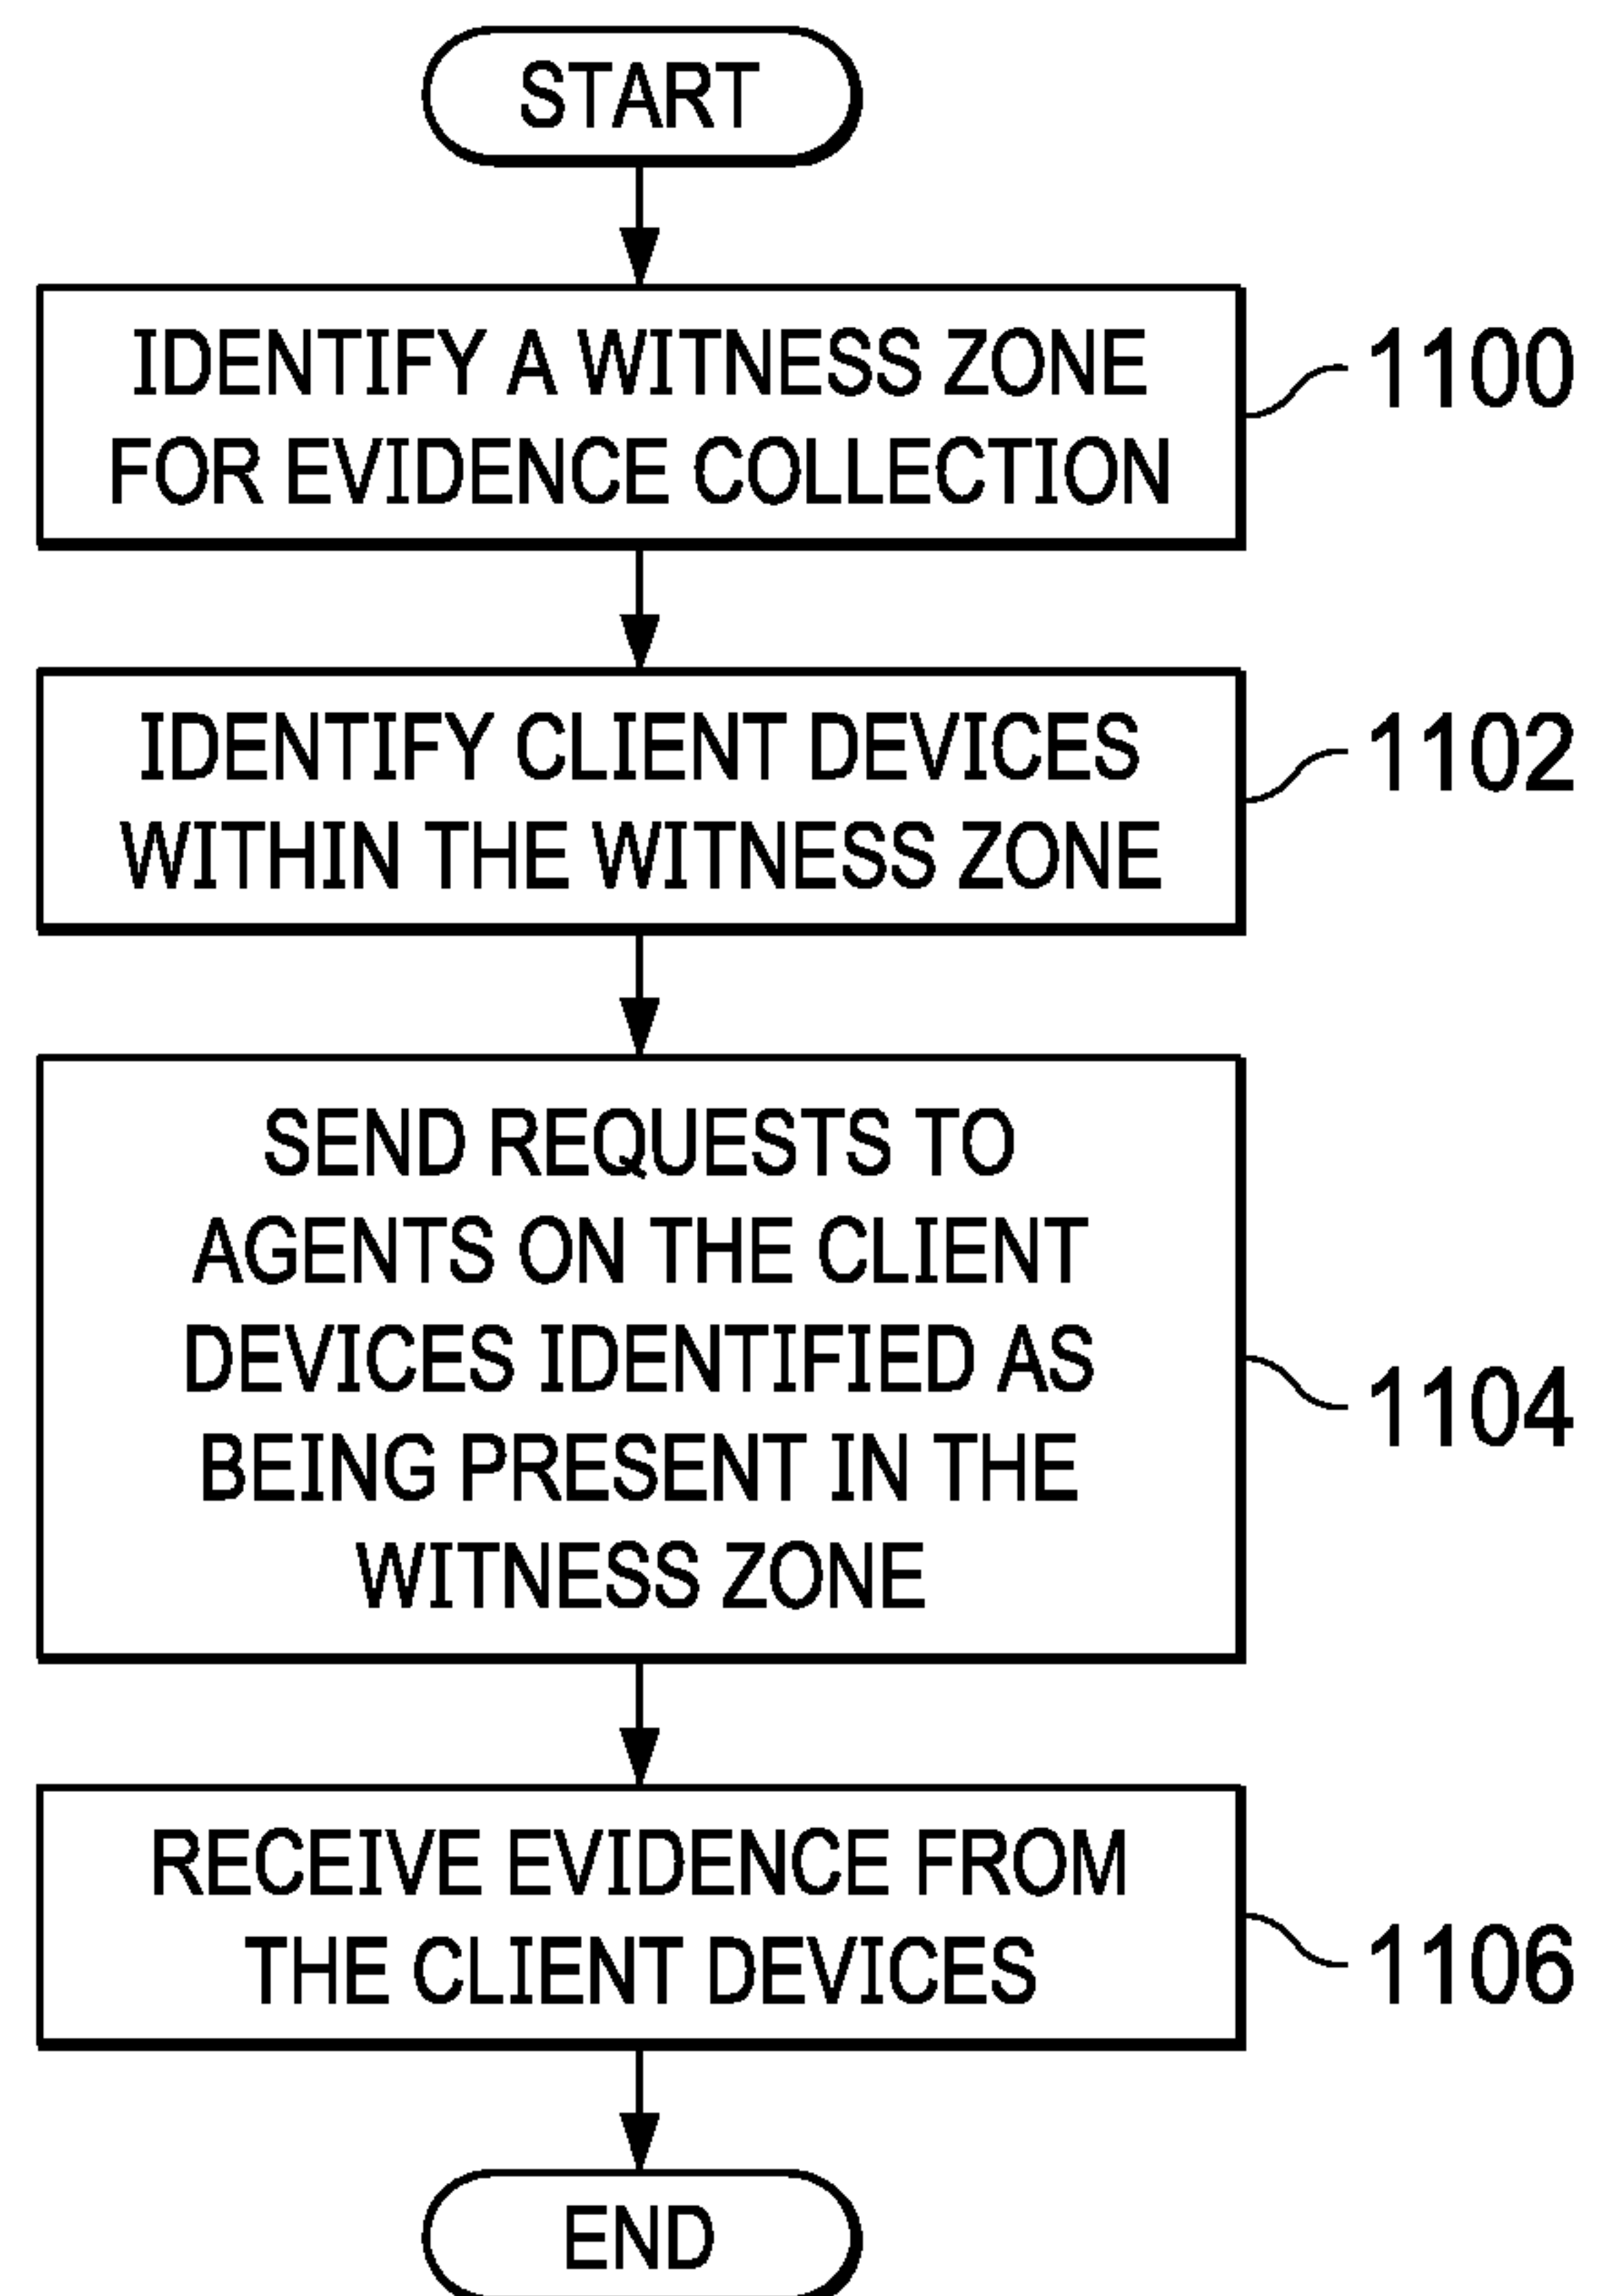 START
IDENTIFY A WITNESS ZONE
FOR EVIDENCE COLLECTION
1100
IDENTIFY CLIENT DEVICES
WITHIN THE WITNESS ZONE
1102
SEND REQUESTS TO
AGENTS ON THE CLIENT
DEVICES IDENTIFIED AS
BEING PRESENT IN THE
WITNESS ZONE
1104
RECEIVE EVIDENCE FROM
THE CLIENT DEVICES
1106
END